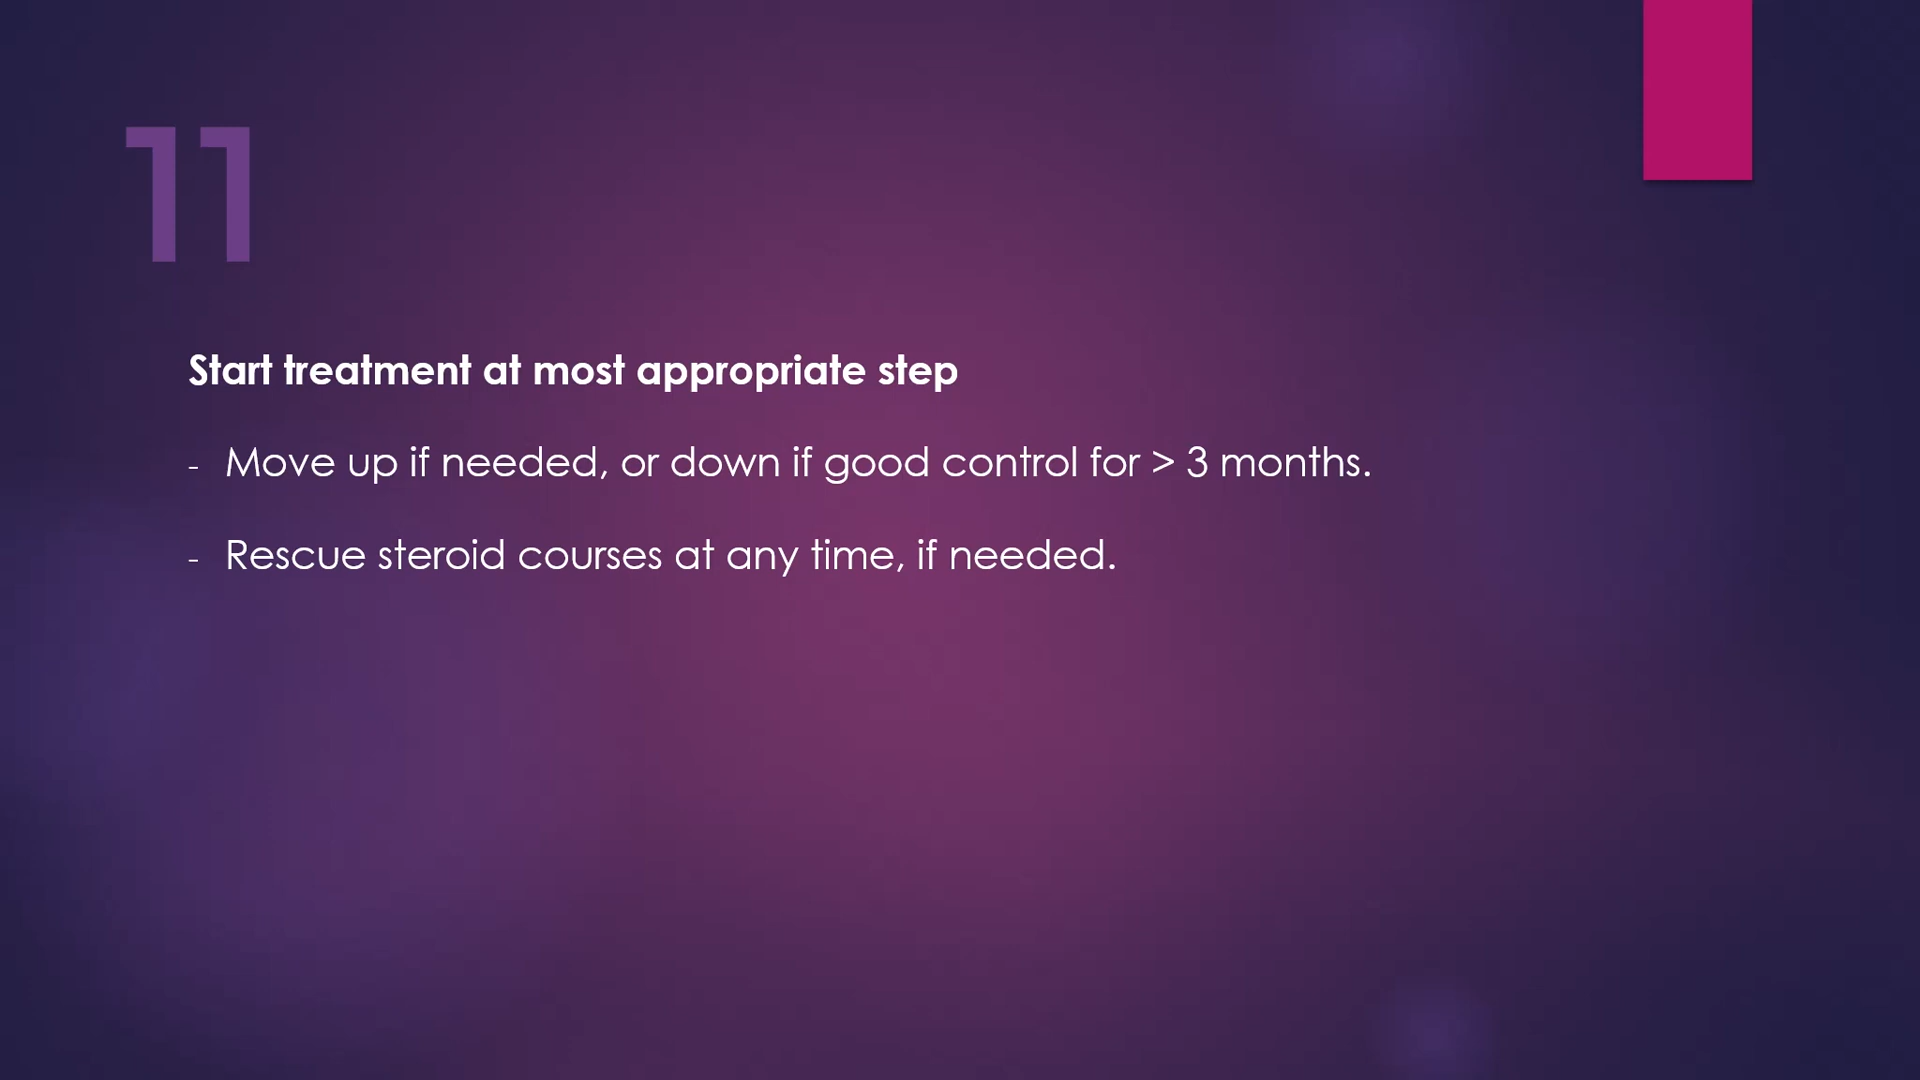 11
Start treatment at most appropriate step
- Move up if needed, or down if good control for > 3 months.
- Rescue steroid courses at any time, if needed.